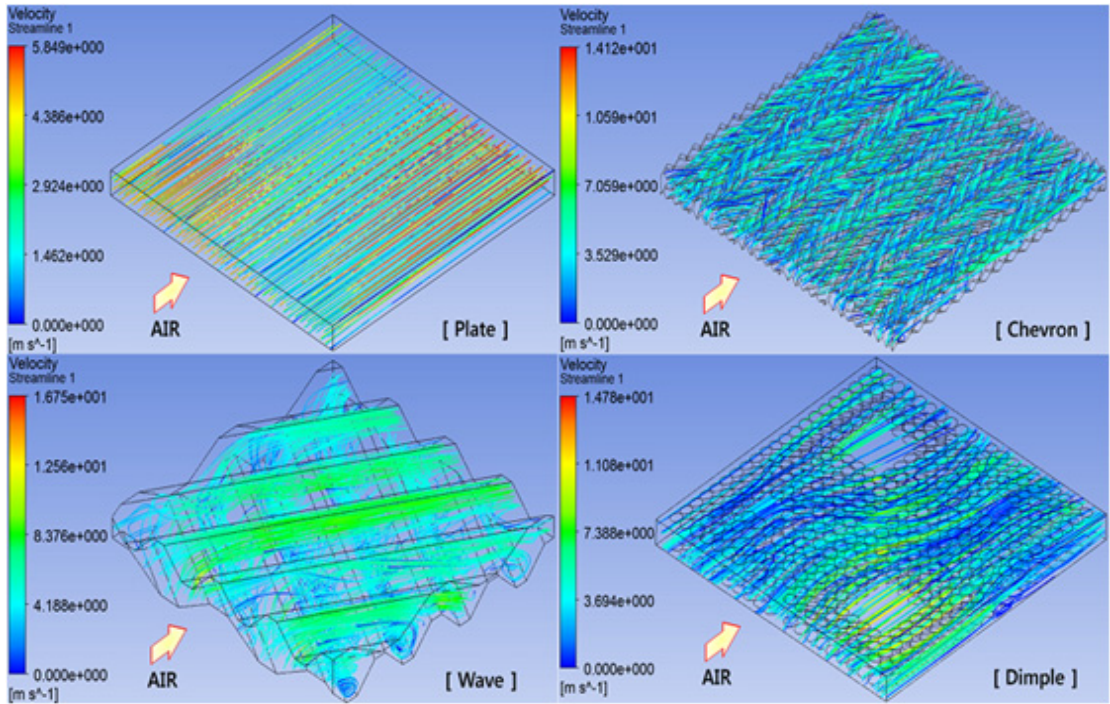 Velocity
Streamline 1
5.849e+000
4.386e+000
2.924e+000
1.462e+000
0.000e+000
[m s^-1]
AIR
[ Plate ]
Velocity
Streamline 1
1.412e+001
1.059e+001
7.059e+000
3.529e+000
0.000e+000
[m s^-1]
AIR
[ Chevron ]
Velocity
Streamline 1
1.675e+001
1.256e+001
8.376e+000
4.188e+000
0.000e+000
[m s^-1]
AIR
[ Wave ]
Velocity
Streamline 1
1.478e+001
1.108e+001
7.388e+000
3.694e+000
0.000e+000
[m s^-1]
AIR
[ Dimple ]